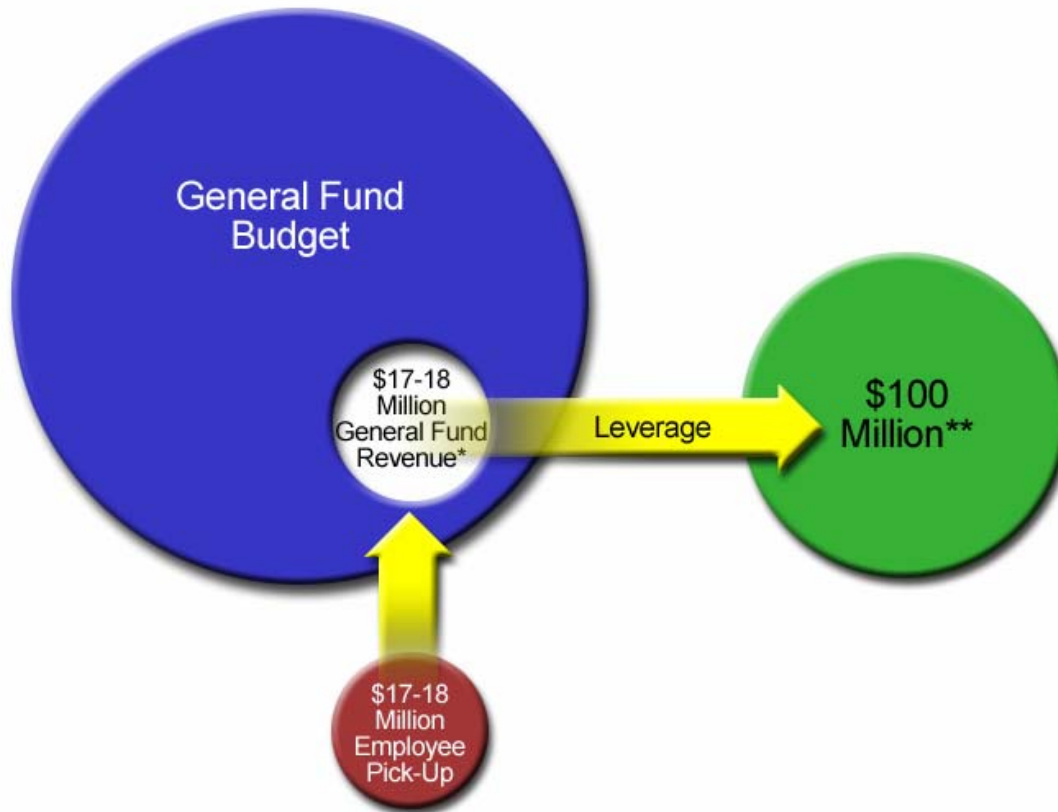 General Fund
Budget
$17-18
Million
General Fund
Revenue*
Leverage
$100
Million**
$17-18
Million
Employee
Pick-Up